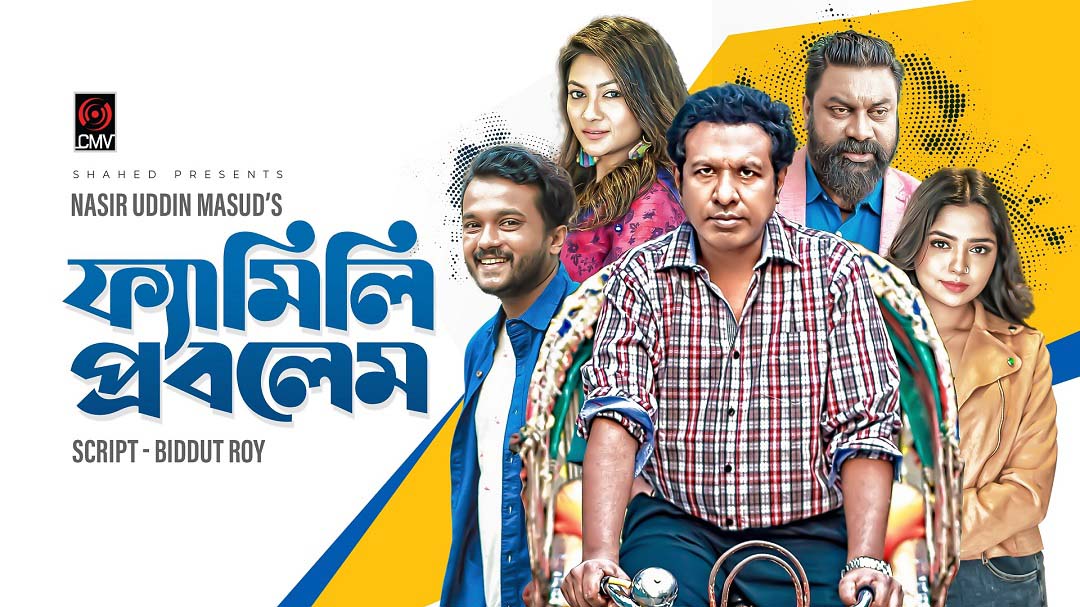 CMV
SHAHED PRESENTS
NASIR UDDIN MASUD'S
ফ্যামিলি
প্রবলেম
SCRIPT - BIDDUT ROY